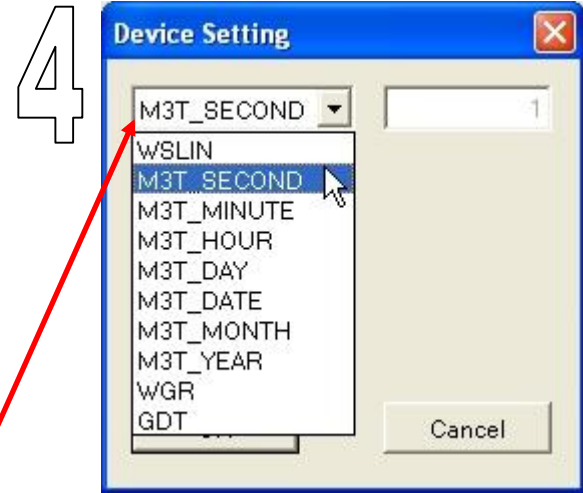 4
Device Setting
M3T_SECOND
1
WSLIN
M3T_SECOND
M3T_MINUTE
M3T_HOUR
M3T_DAY
M3T_DATE
M3T_MONTH
M3T_YEAR
WGR
GDT
Cancel